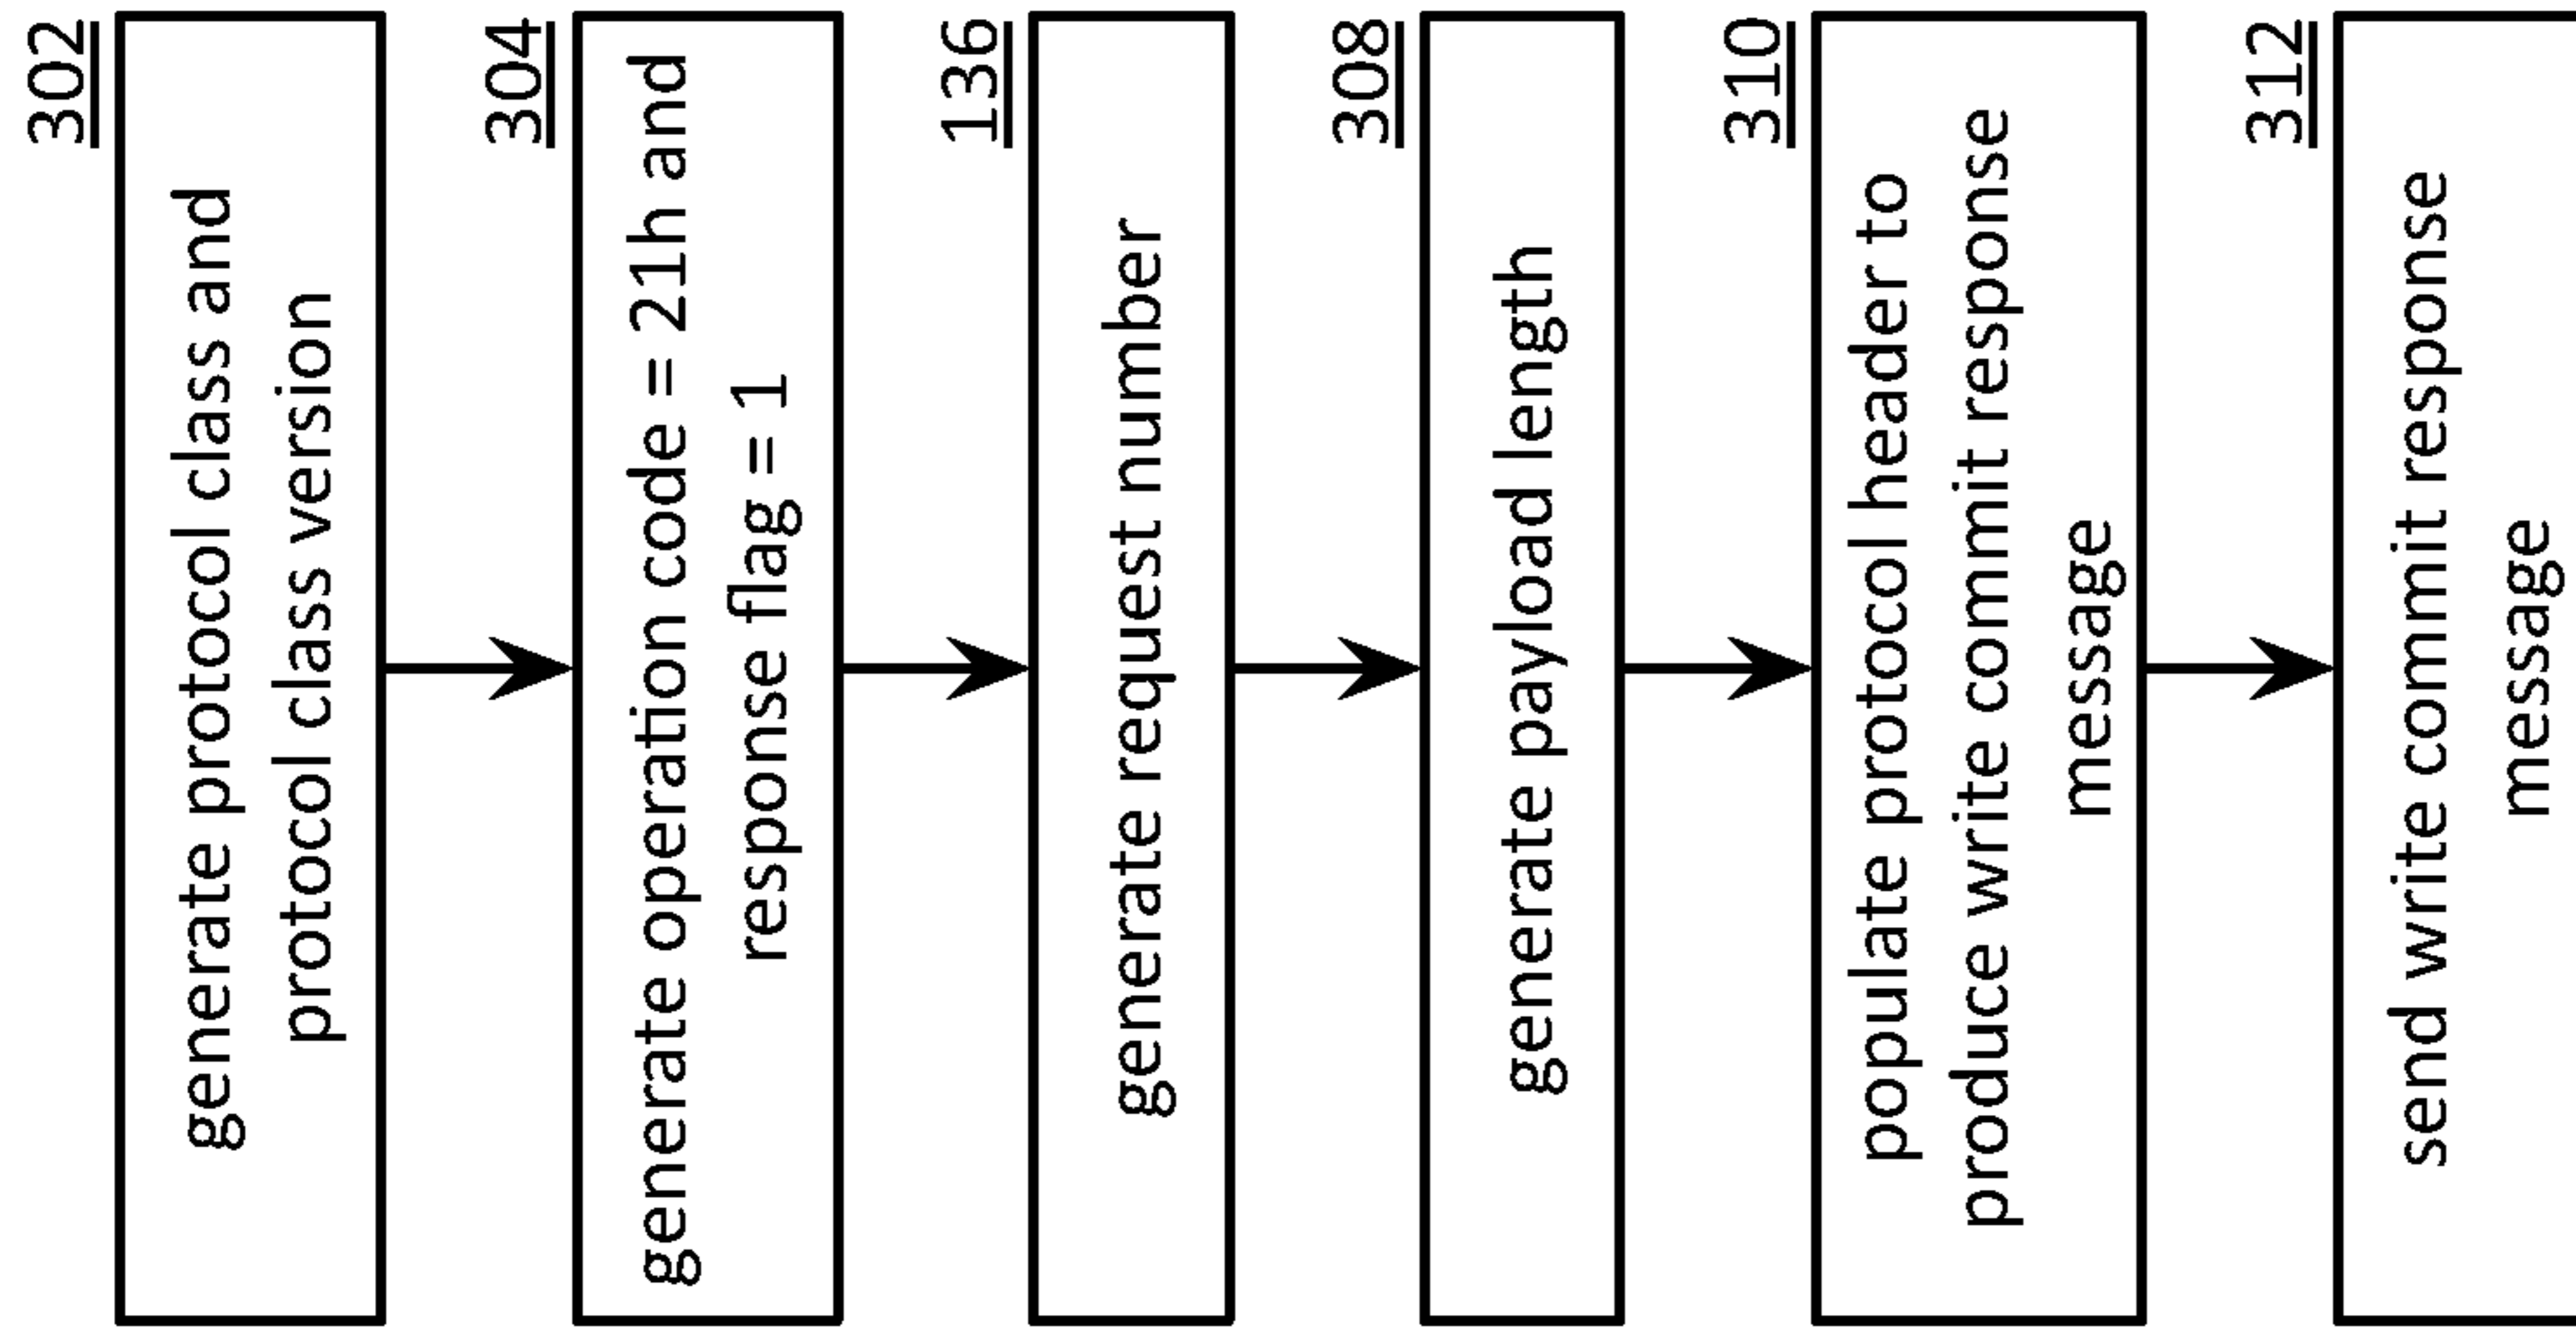 302
generate protocol class and
protocol class version
304
generate operation code = 21h and
response flag = 1
136
generate request number
308
generate payload length
310
populate protocol header to
produce write commit response
message
312
send write commit response
message